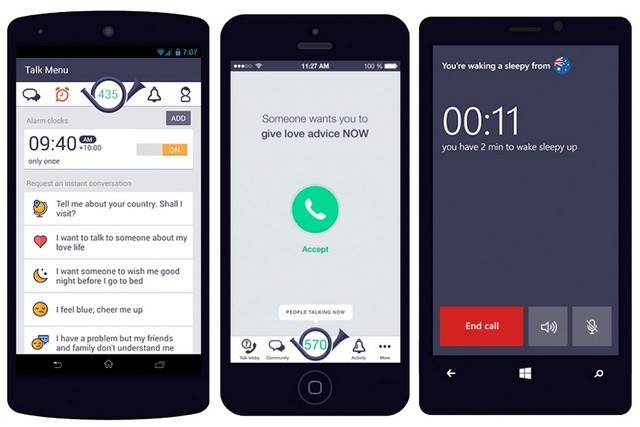 7:07
Talk Menu
435
Alarm clocks
ADD
09:40 AM
+10:00
ON
only once
Request an instant conversation
Tell me about your country. Shall I
visit?
I want to talk to someone about my
love life
I want someone to wish me good
night before I go to bed
I feel blue; cheer me up
I have a problem but my friends
and family don't understand me
11:27 AM
100 %
Someone wants you to
give love advice NOW
Accept
PEOPLE TALKING NOW
570
Talk lobby
Community
Activity
More
You're waking a sleepy from
00:11
you have 2 min to wake sleepy up
End call